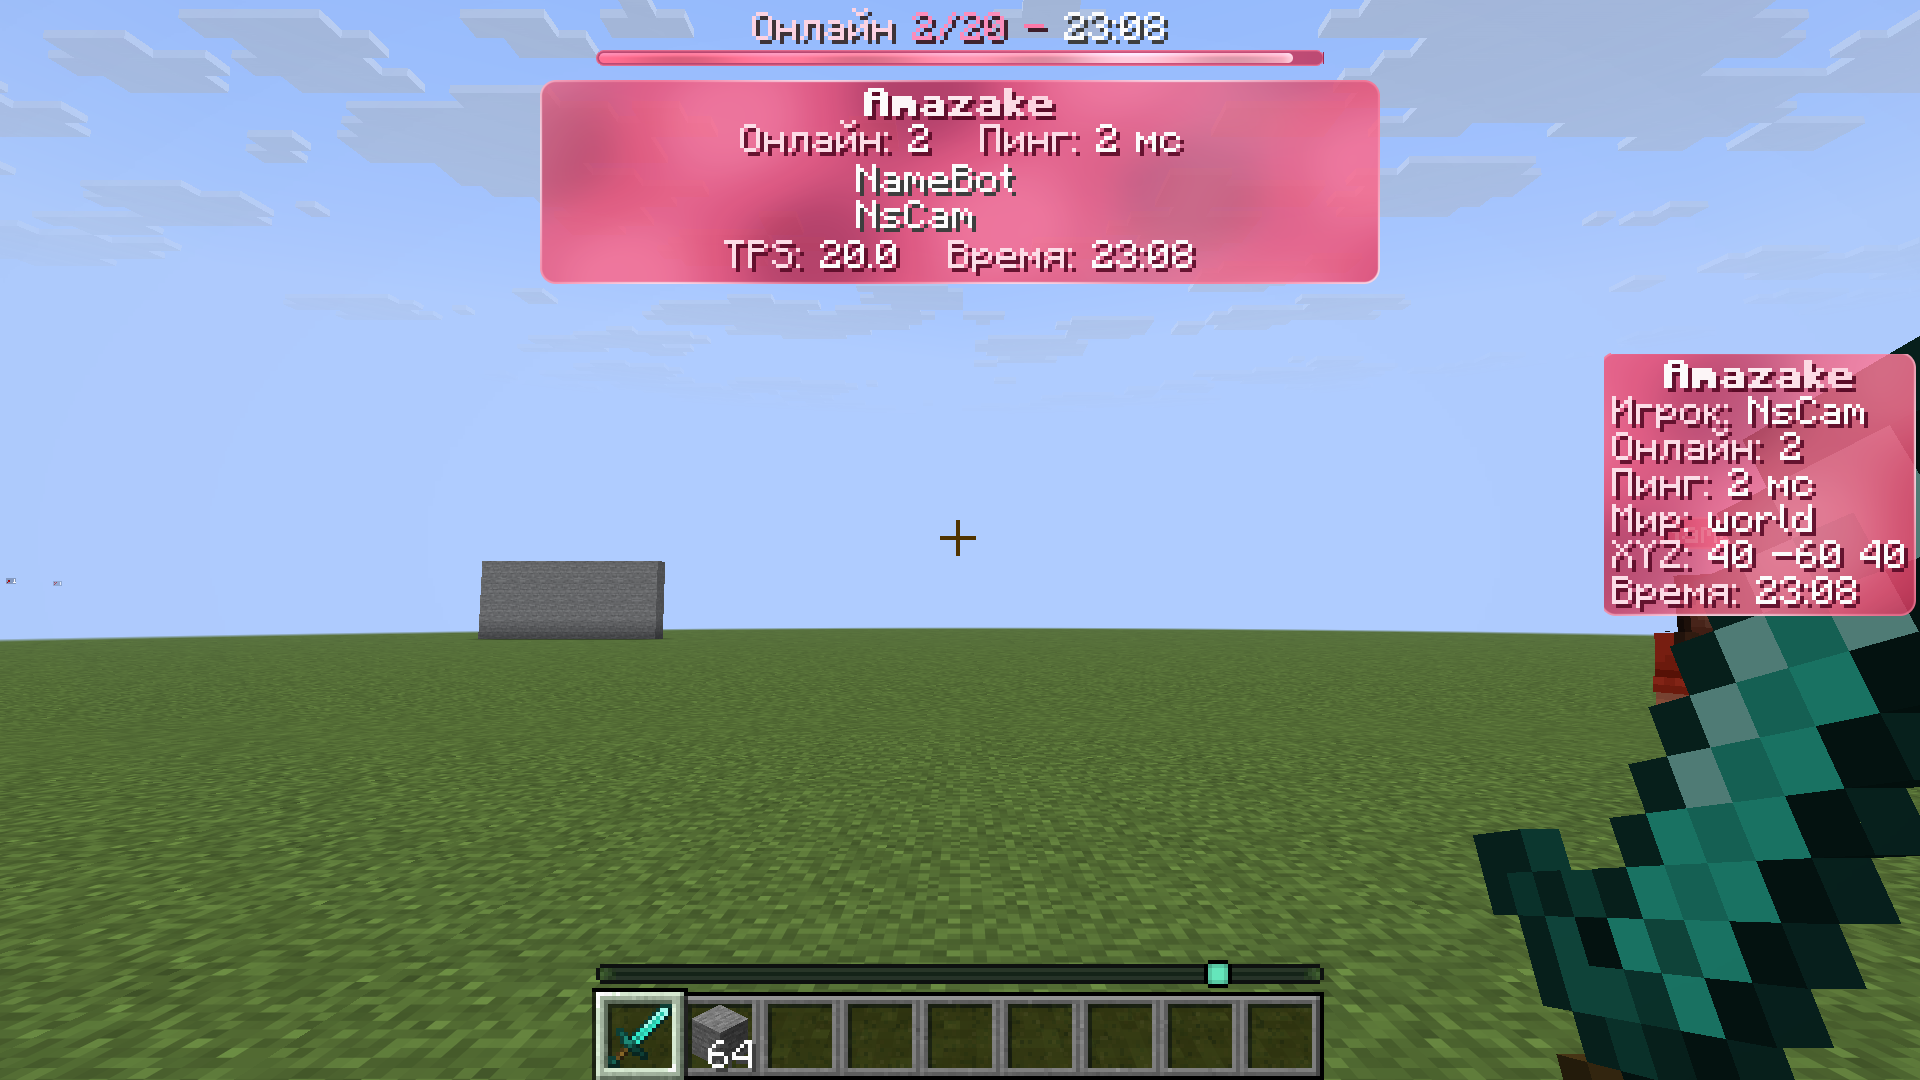 Онлайн 2/20 - 23:08
Amazake
Онлайн: 2 Пинг: 2 мс
NameBot
NsCam
TPS: 20.0 Время: 23:08
Amazake
Игрок: NsCam
Онлайн: 2
Пинг: 2 мс
Мир: world
XYZ: 40 -60 40
Время: 23:08
64